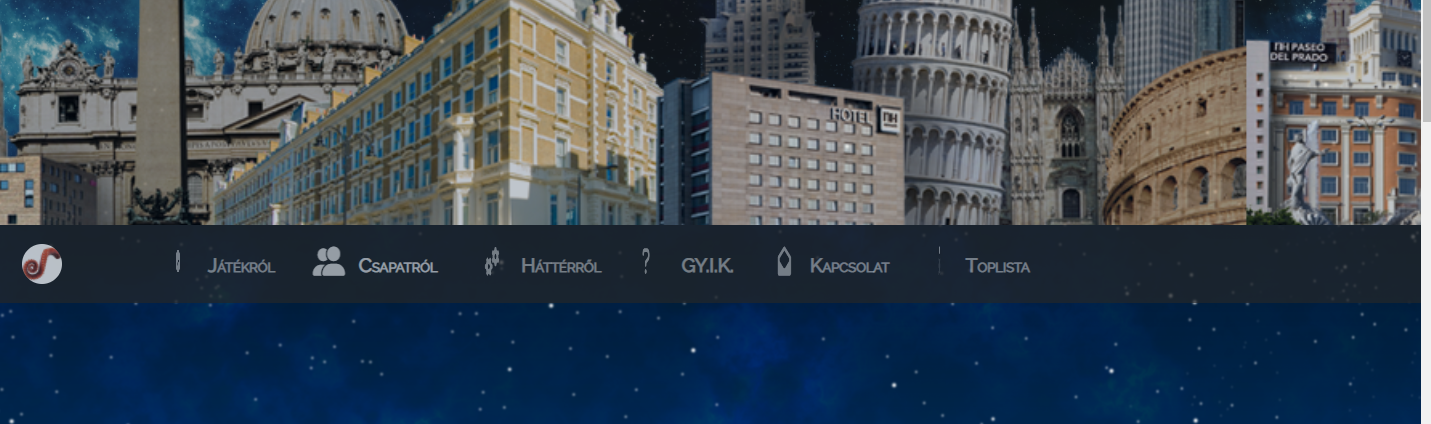 NH PASEO
DEL PRADO
HOTEL NH
Játékról Csapatról Háttérről GY.I.K. Kapcsolat Toplista